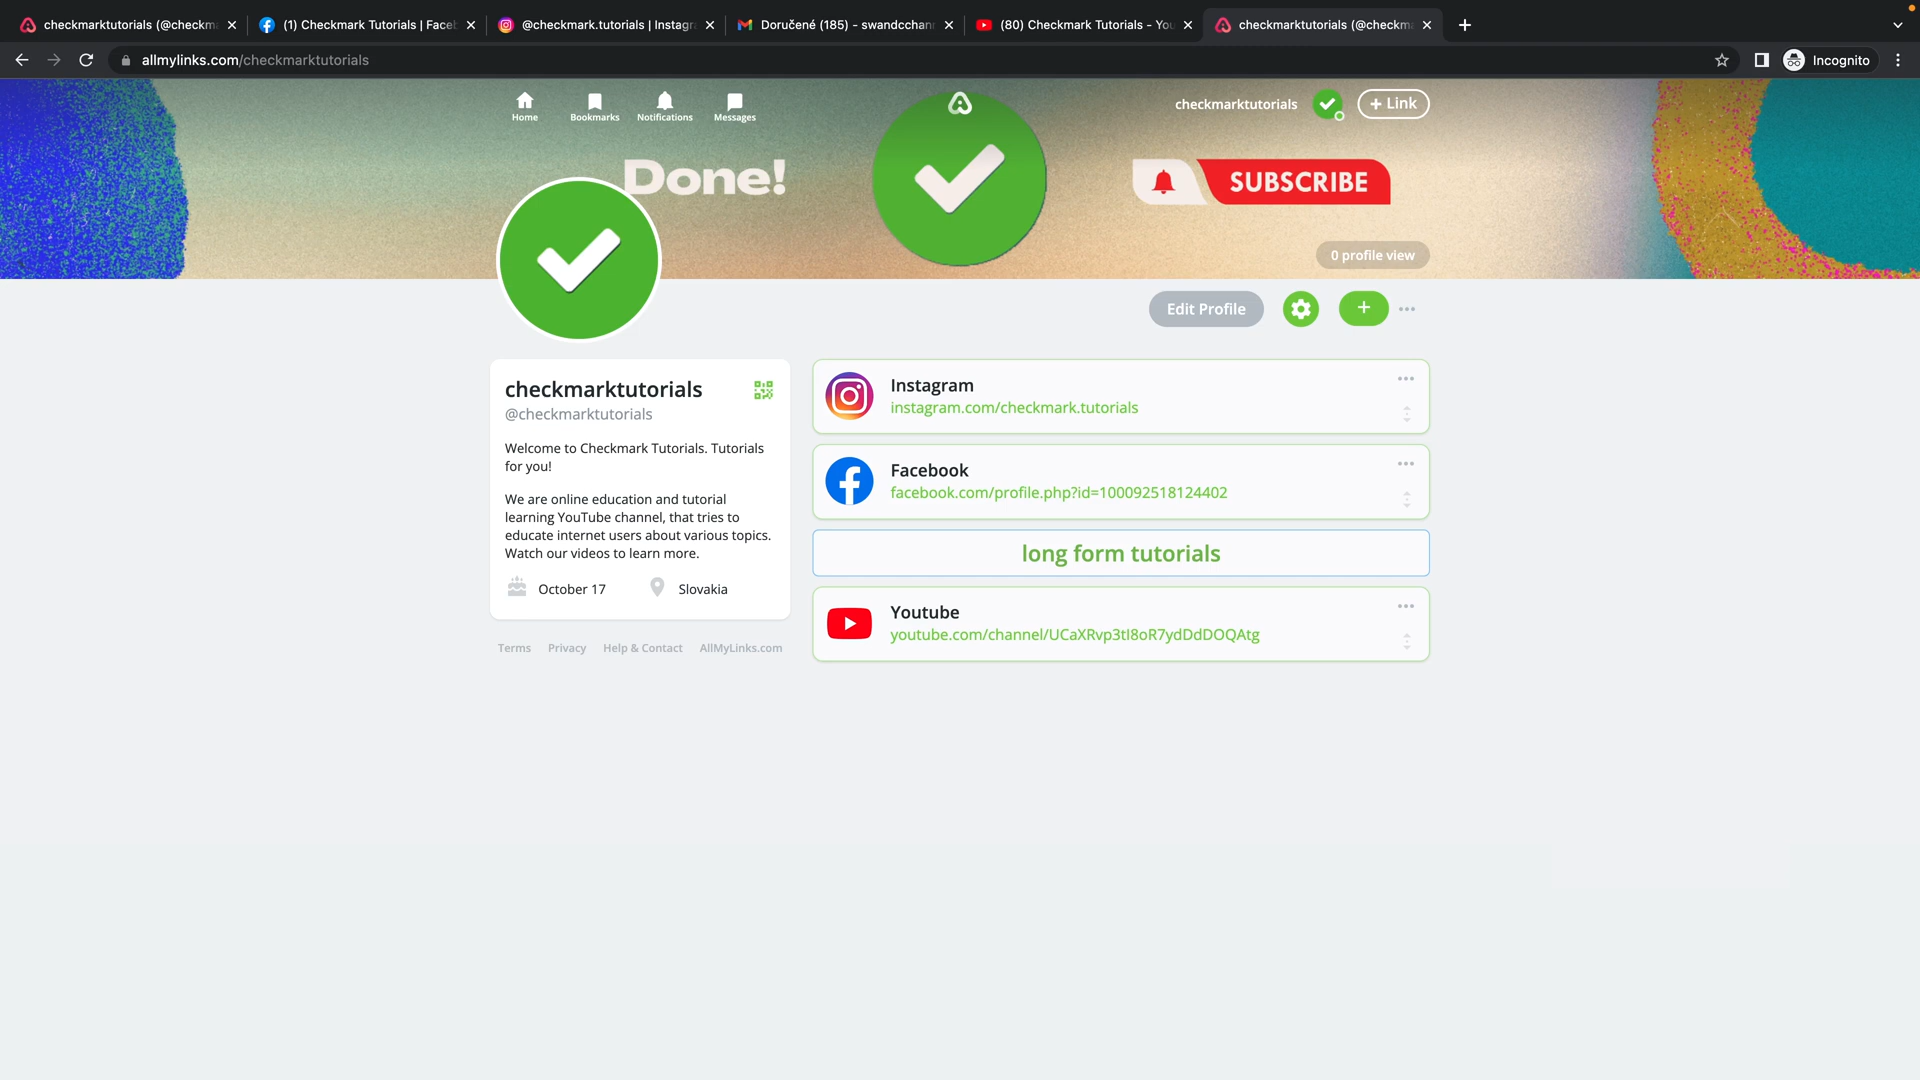 checkmarktutorials (@checkma
(1) Checkmark Tutorials | Faceb
@checkmark.tutorials | Instagra
Doručené (185) - swandcchann
(80) Checkmark Tutorials - You
checkmarktutorials (@checkma
allmylinks.com/checkmarktutorials
Incognito
Home
Bookmarks
Notifications
Messages
checkmarktutorials
+ Link
Done!
SUBSCRIBE
0 profile view
Edit Profile
checkmarktutorials
@checkmarktutorials
Welcome to Checkmark Tutorials. Tutorials
for you!
We are online education and tutorial
learning YouTube channel, that tries to
educate internet users about various topics.
Watch our videos to learn more.
October 17
Slovakia
Terms
Privacy
Help & Contact
AllMyLinks.com
Instagram
instagram.com/checkmark.tutorials
Facebook
facebook.com/profile.php?id=100092518124402
long form tutorials
Youtube
youtube.com/channel/UCaXRvp3tI8oR7ydDdDOQAtg